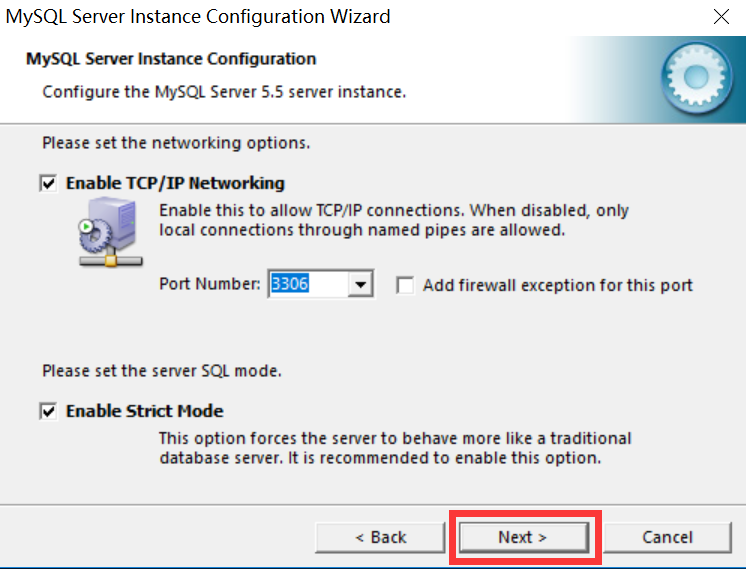 MySQL Server Instance Configuration Wizard
MySQL Server Instance Configuration
Configure the MySQL Server 5.5 server instance.
Please set the networking options.
Enable TCP/IP Networking
Enable this to allow TCP/IP connections. When disabled, only
local connections through named pipes are allowed.
Port Number: 3306 Add firewall exception for this port
Please set the server SQL mode.
Enable Strict Mode
This option forces the server to behave more like a traditional
database server. It is recommended to enable this option.
< Back Next > Cancel